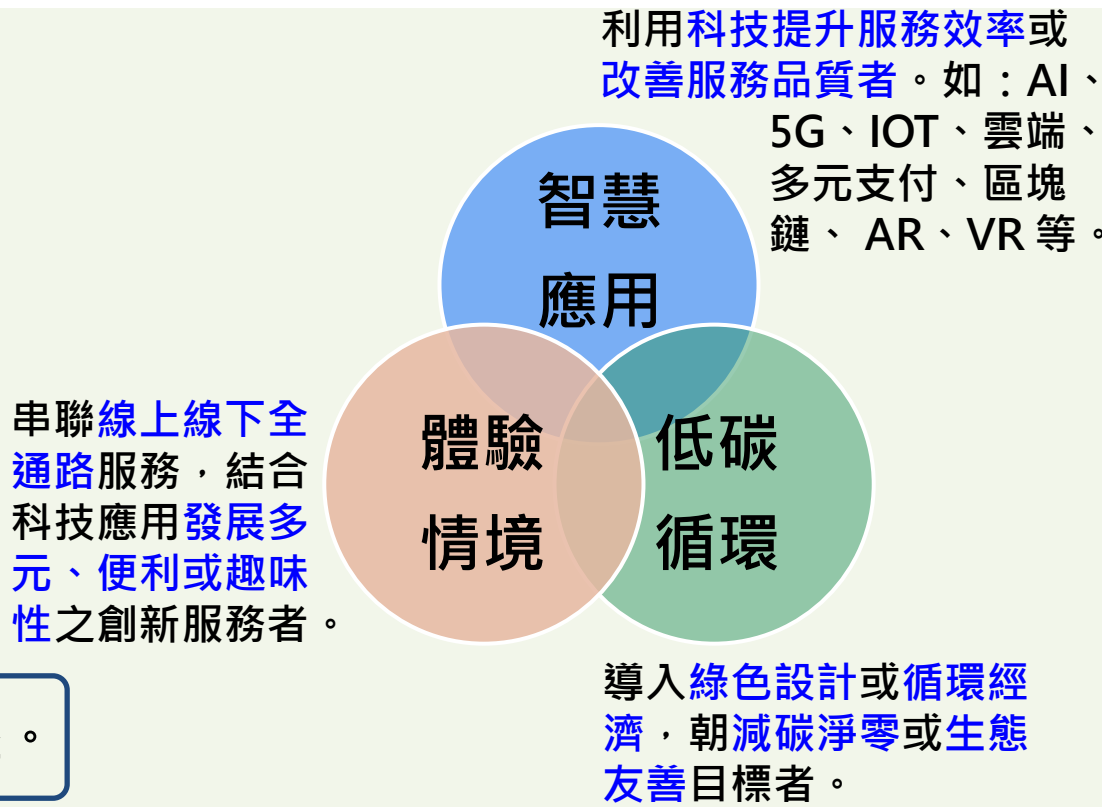 利用科技提升服務效率或
改善服務品質者。如：AI、
5G、IOT、雲端、
多元支付、區塊
鏈、 AR、VR 等。
智慧
應用
串聯線上線下全
通路服務，結合
科技應用發展多
元、便利或趣味
性之創新服務者。
體驗
情境
低碳
循環
導入綠色設計或循環經
濟，朝減碳淨零或生態
友善目標者。
。